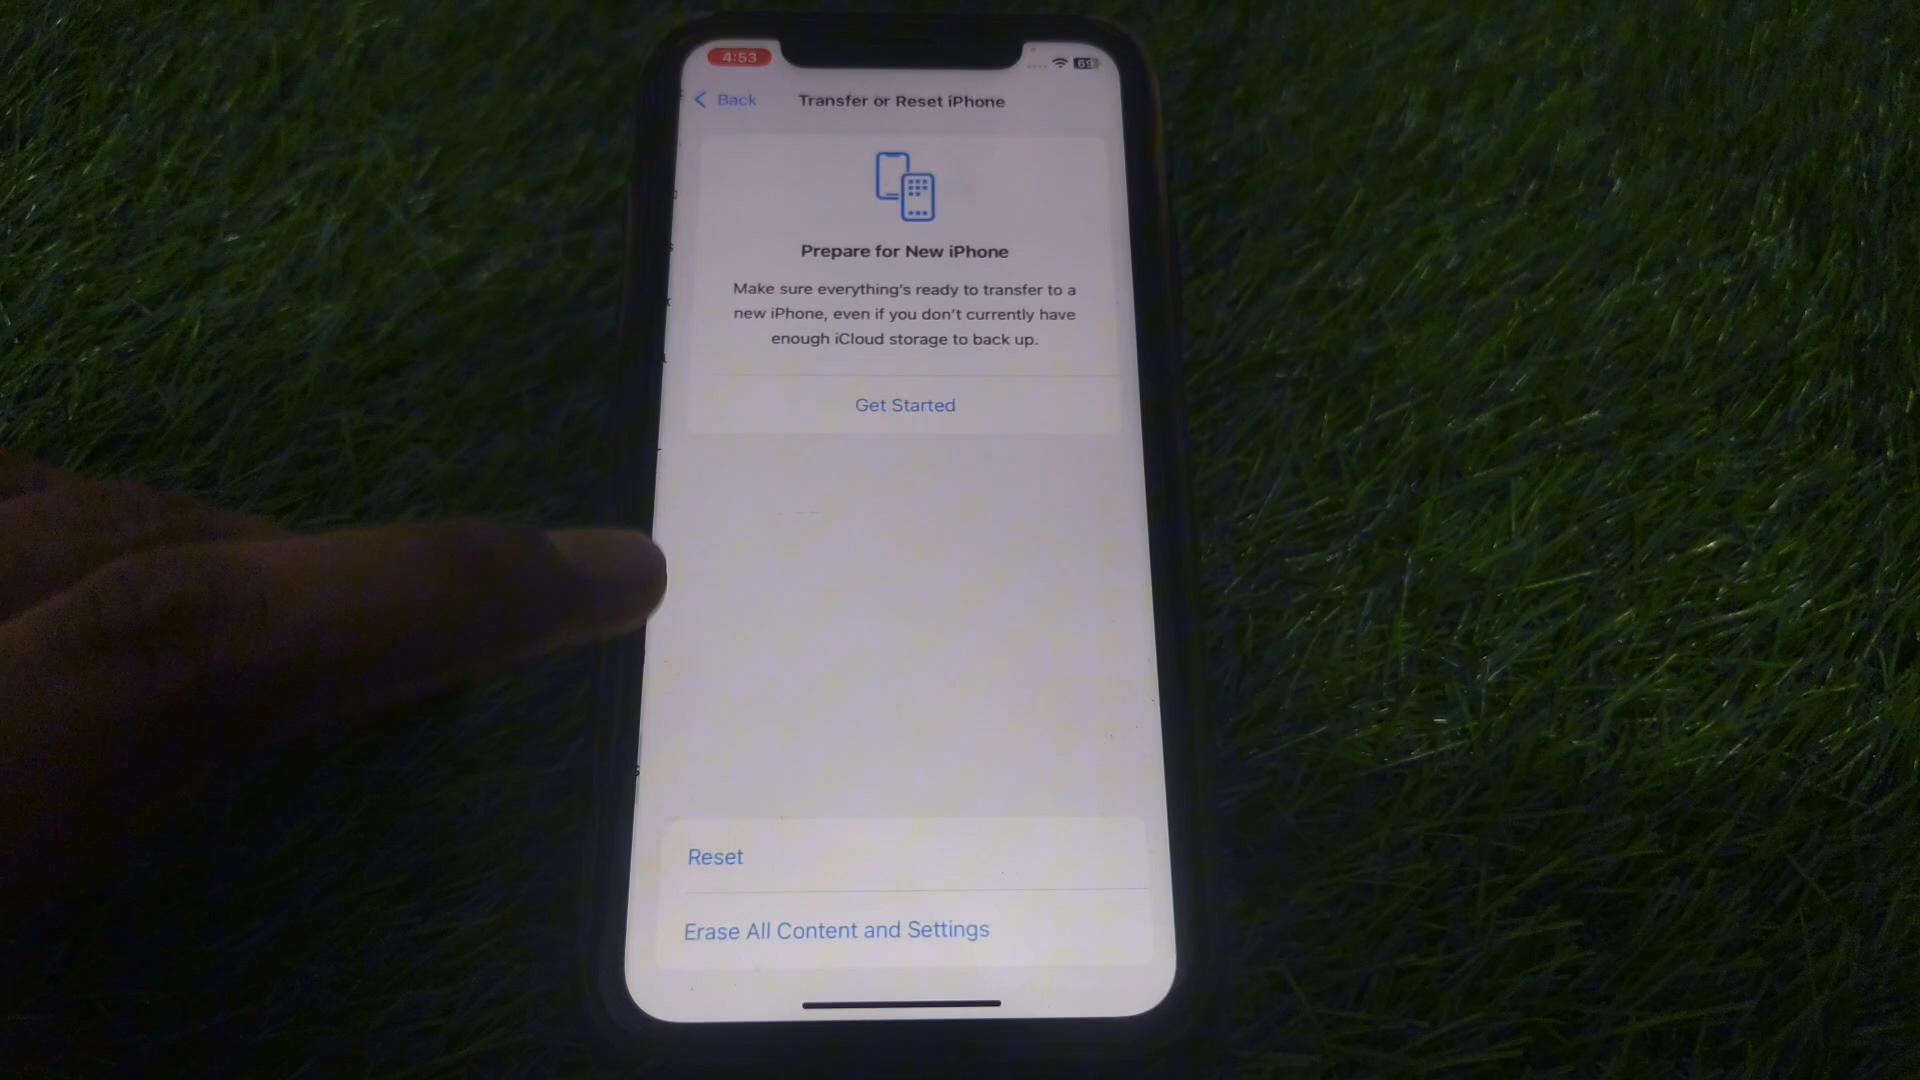 4:53
69
Back
Transfer or Reset iPhone
Prepare for New iPhone
Make sure everything's ready to transfer to a
new iPhone, even if you don't currently have
enough iCloud storage to back up.
Get Started
Reset
Erase All Content and Settings